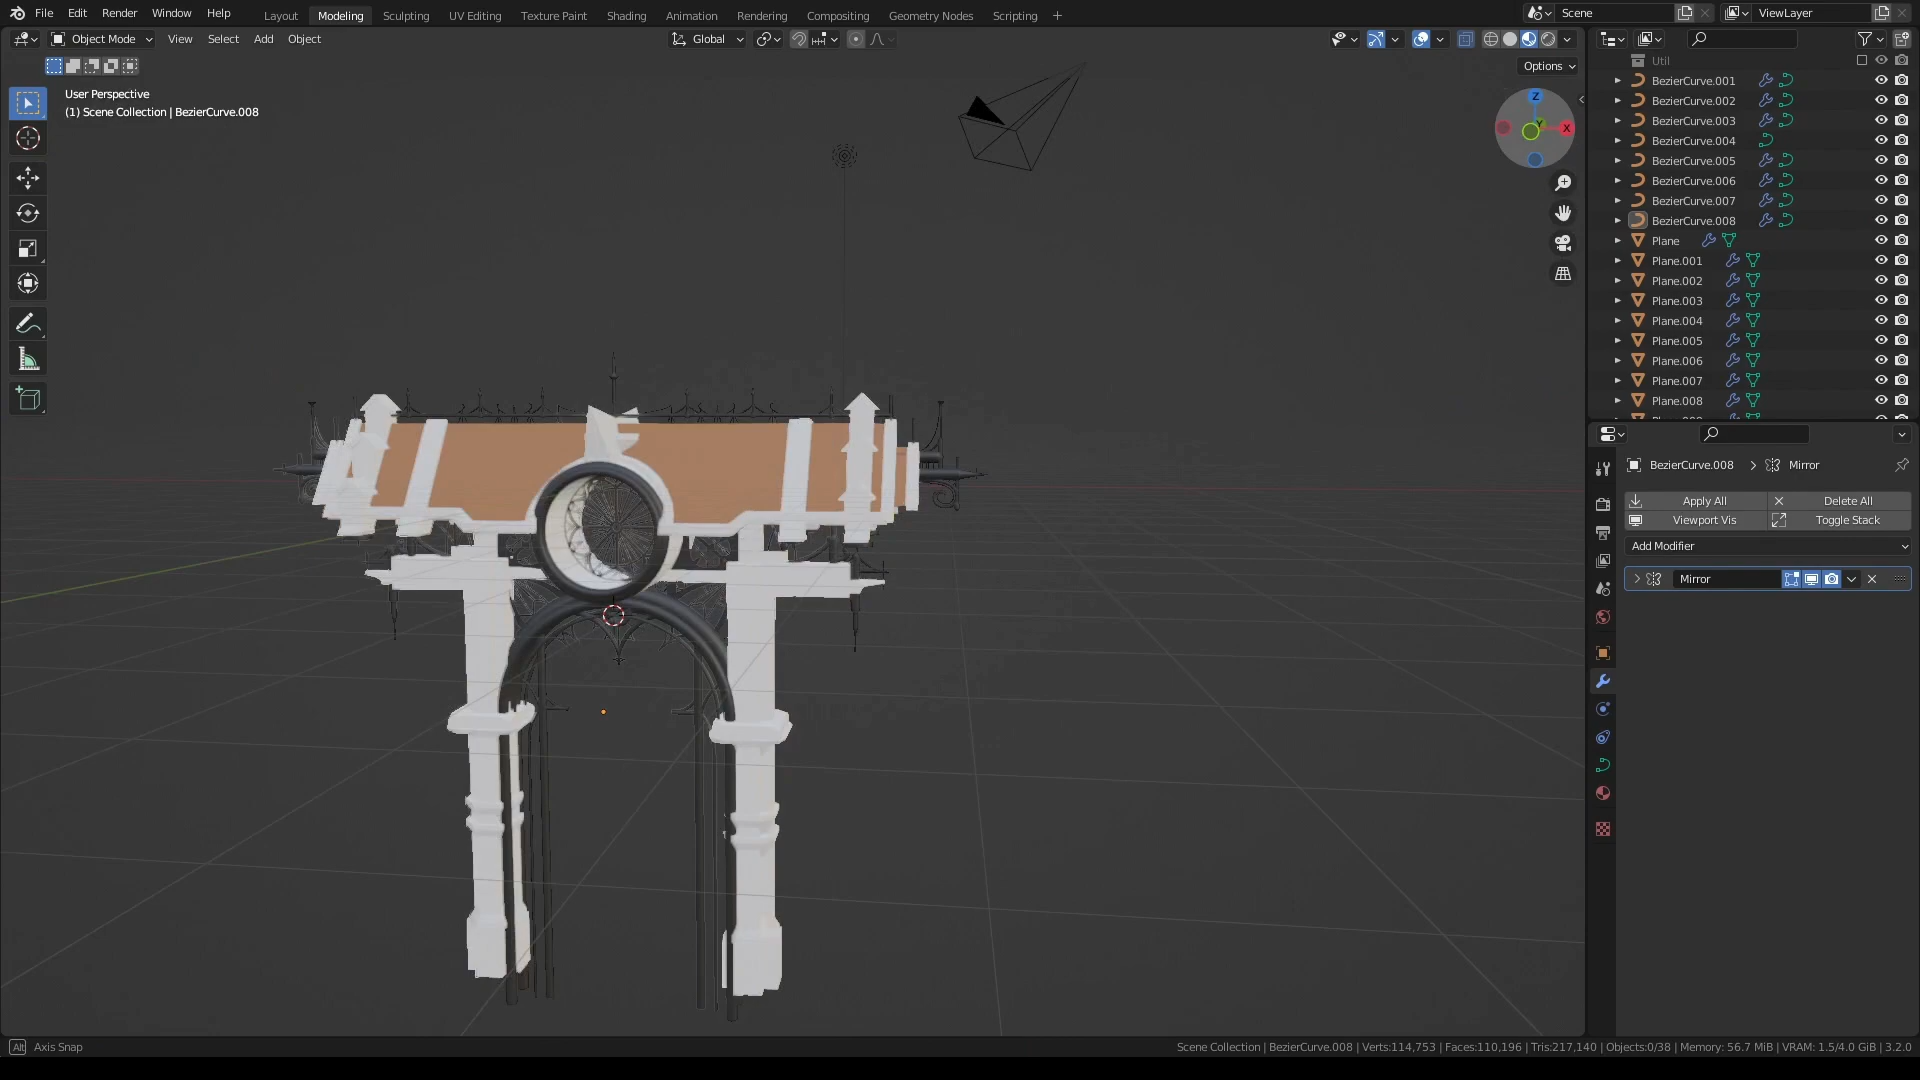 File Edit Render Window Help Layout Modeling Sculpting UV Editing Texture Paint Shading Animation Rendering Compositing Geometry Nodes Scripting + Scene ViewLayer
Object Mode View Select Add Object Global
Options
User Perspective
(1) Scene Collection | BezierCurve.008
Z
Y
X
Util
BezierCurve.001
BezierCurve.002
BezierCurve.003
BezierCurve.004
BezierCurve.005
BezierCurve.006
BezierCurve.007
BezierCurve.008
Plane
Plane.001
Plane.002
Plane.003
Plane.004
Plane.005
Plane.006
Plane.007
Plane.008
BezierCurve.008 > Mirror
Apply All Delete All
Viewport Vis Toggle Stack
Add Modifier
Mirror
Alt Axis Snap
Scene Collection | BezierCurve.008 | Verts:114,753 | Faces:110,196 | Tris:217,140 | Objects:0/38 | Memory: 56.7 MiB | VRAM: 1.5/4.0 GiB | 3.2.0